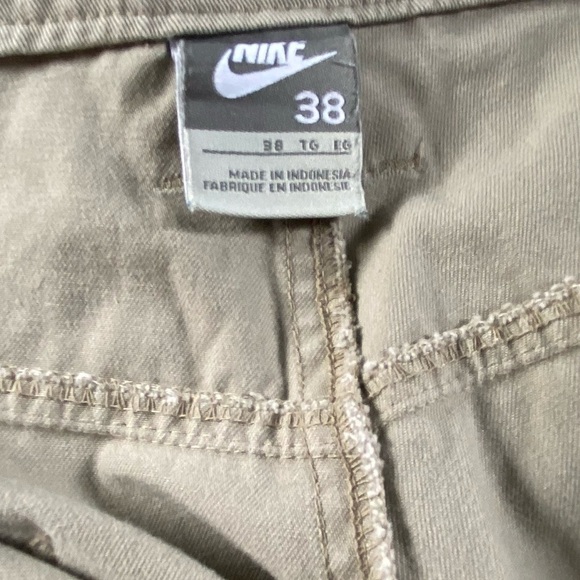 NIKE
38
38 TG EG
MADE IN INDONESIA
FABRIQUE EN INDONESIE